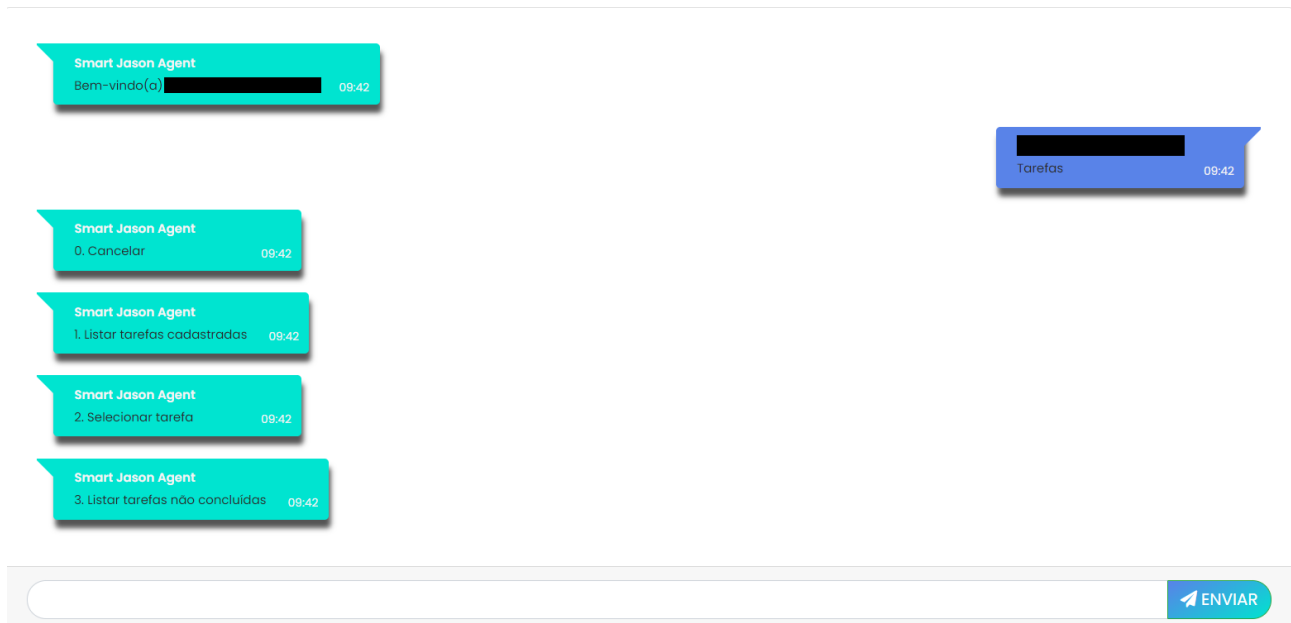 Smart Jason Agent
Bem-vindo(a) 09:42
Tarefas 09:42
Smart Jason Agent
0. Cancelar 09:42
Smart Jason Agent
1. Listar tarefas cadastradas 09:42
Smart Jason Agent
2. Selecionar tarefa 09:42
Smart Jason Agent
3. Listar tarefas não concluídas 09:42
ENVIAR